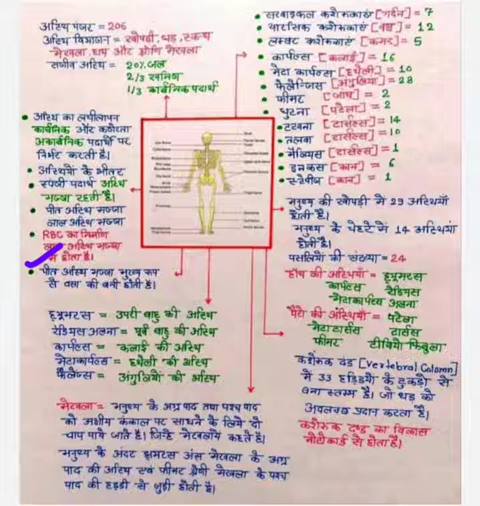 अस्थि पंजर = 206
अस्थि विभाजन = खोपड़ी, धड़, स्कन्ध
मेखला, घाघ और श्रोणि मेखला
सजीव अस्थि = 20% जल
2/3 खनिज
1/3 कार्बनिक पदार्थ
सरवाइकल कशेरूकाएं [गर्दन] = 7
थारसिक कशेरूकाएं [वक्ष] = 12
लम्बर कशेरूकाएं [कमर] = 5
कार्पल्स [कलाई] = 16
मेटा कार्पल्स [हथेली] = 10
फैलेन्जिस [अंगुलिया] = 28
फीमर [जांघ] = 2
घुटना [पटेला] = 2
टखना [टार्सल्स] = 14
तलवा [टार्सल्स] = 10
[टार्सल्स] = 1
इनकस [कान] = 6
स्टेपीज [कान] = 1
अस्थि का लचीलापन
कार्बनिक और कठोरता
अकार्बनिक पदार्थो पर
निर्भर करती है।
अस्थियों के भीतर
स्पंजी पदार्थ अस्थि
मज्जा रहती है।
पीत अस्थि मज्जा
लाल अस्थि मज्जा
RBC का निर्माण
लाल अस्थि मज्जा
में होता है।
पीत अस्थि मज्जा मुख्य रूप
से वसा की बनी होती है।
मनुष्य की खोपड़ी में 29 अस्थियाँ
होती है।
मनुष्य के चेहरे में 14 अस्थियां
होती है।
पसलियों की संख्या = 24
हाँथ की अस्थियाँ = ह्यूमरस
कार्पल्स रेडियस
मेटाकार्पल्स अलना
पैरों की अस्थियाँ = पटेला
मेटा टार्सल्स टार्सल
फीमर टीबियो फिबुला
ह्यूमरस = उपरी बाहु की अस्थि
रेडियस अलना = पूर्व बाहु की अस्थि
कार्पल्स = कलाई की अस्थि
मेटाकार्पल्स = हथेली की अस्थि
फैलेन्स = अंगुलियों की अस्थि
कशेरूक दंड [Vertebral Column]
में 33 हड्डियों के टुकड़ो से
बना स्तम्भ है। जो धड़ को
अवलम्ब प्रदान करता है।
कशेरूक दण्ड का विकास
नोटोकार्ड से होता है।
मेखला = मनुष्य के अग्र पाद तथा पश्च पाद
को अक्षीय कंकाल पर साधने के लिये दो
चाप पाये जाते है। जिन्हे मेखलाये कहते है।
मनुष्य के अंदर ह्यूमरस अंस मेखला के अग्र
पाद की अस्थि एवं फीमर श्रेणी मेखला के पश्च
पाद की हड्डी से जुड़ी होती है।